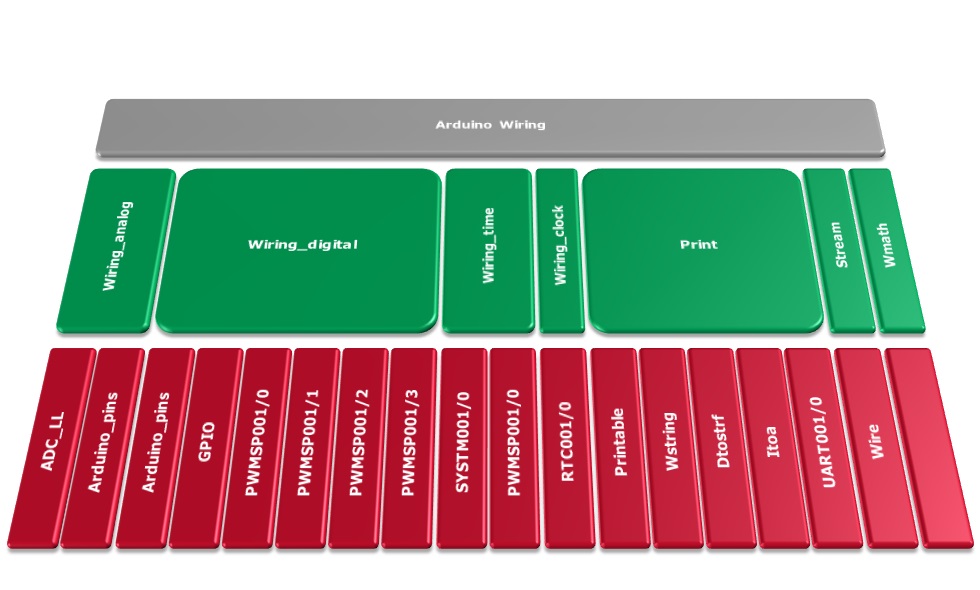 Arduino Wiring
Wiring_analog
Wiring_digital
Wiring_time
Wiring_clock
Print
Stream
Wmath
ADC_LL
Arduino_pins
Arduino_pins
GPIO
PWMSP001/0
PWMSP001/1
PWMSP001/2
PWMSP001/3
SYSTM001/0
PWMSP001/0
RTC001/0
Printable
Wstring
Dtostrf
Itoa
UART001/0
Wire